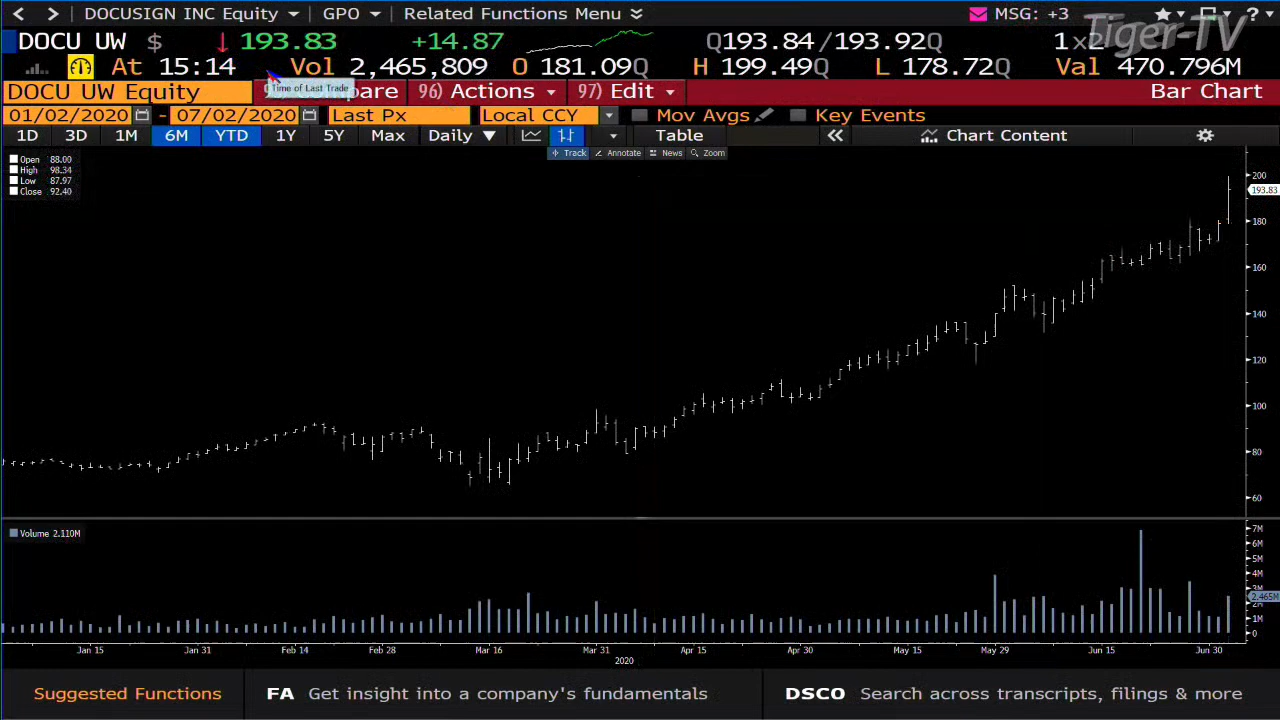 DOCUSIGN INC Equity GPO Related Functions Menu MSG: +3 ?
DOCU UW $ 193.83 +14.87 Q193.84/193.92Q 1x2 Tiger-TV
At 15:14 Vol 2,465,809 O 181.09Q H 199.49Q L 178.72Q Val 470.796M
DOCU UW Equity Compare 96) Actions 97) Edit Bar Chart
Time of Last Trade
01/02/2020 - 07/02/2020 Last Px Local CCY Mov Avgs Key Events
1D 3D 1M 6M YTD 1Y 5Y Max Daily Table Chart Content
Track Annotate News Zoom
Open 88.00
High 98.34
Low 87.97
Close 92.40
200
193.83
180
160
140
120
100
80
60
Volume 2.110M
7M
6M
5M
4M
3M
2.465M
2M
1M
0
Jan 15 Jan 31 Feb 14 Feb 28 Mar 16 Mar 31 Apr 15 Apr 30 May 15 May 29 Jun 15 Jun 30
2020
Suggested Functions FA Get insight into a company's fundamentals DSCO Search across transcripts, filings & more